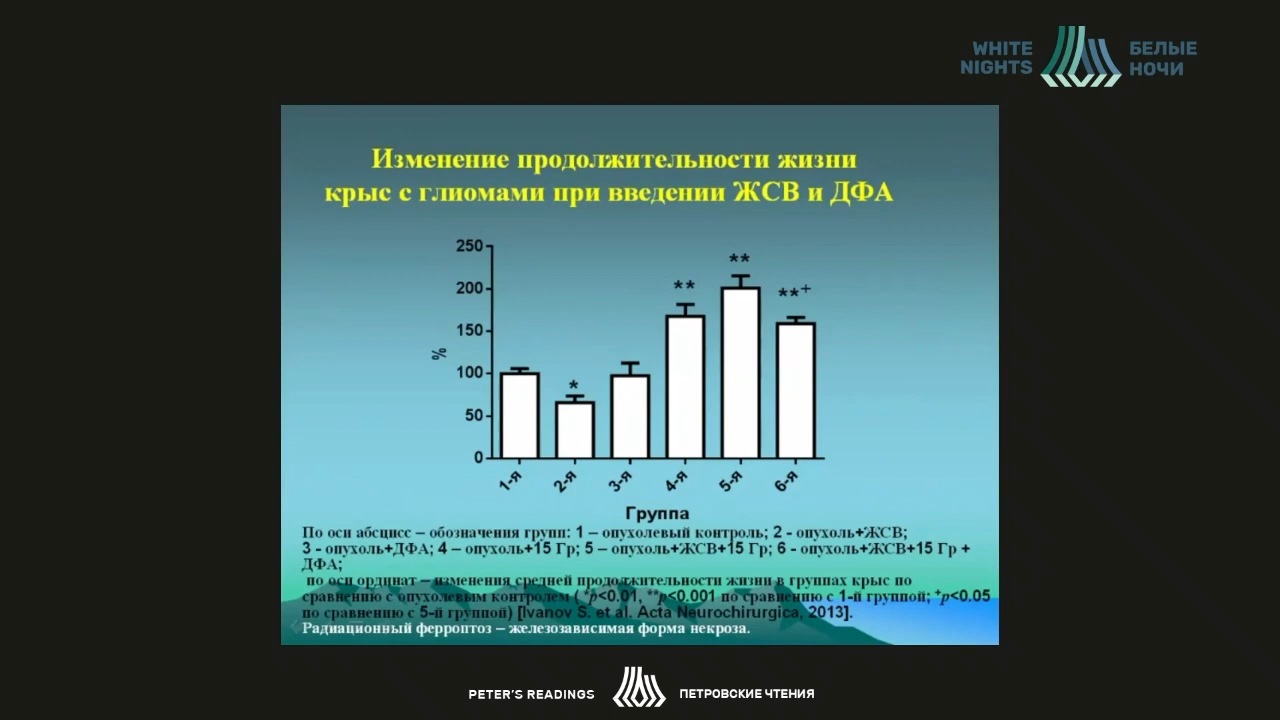 WHITE NIGHTS
БЕЛЫЕ НОЧИ
Изменение продолжительности жизни
крыс с глиомами при введении ЖСВ и ДФА
250
200
150
100
50
0
%
*
**
**
**+
1-я 2-я 3-я 4-я 5-я 6-я
Группа
По оси абсцисс – обозначения групп: 1 – опухолевый контроль; 2 - опухоль+ЖСВ;
3 - опухоль+ДФА; 4 – опухоль+15 Гр; 5 – опухоль+ЖСВ+15 Гр; 6 - опухоль+ЖСВ+15 Гр +
ДФА;
по оси ординат – изменения средней продолжительности жизни в группах крыс по
сравнению с опухолевым контролем ( *p<0.01, **p<0.001 по сравнению с 1-й группой; +p<0.05
по сравнению с 5-й группой) [Ivanov S. et al. Acta Neurochirurgica, 2013].
Радиационный ферроптоз – железозависимая форма некроза.
PETER'S READINGS
ПЕТРОВСКИЕ ЧТЕНИЯ